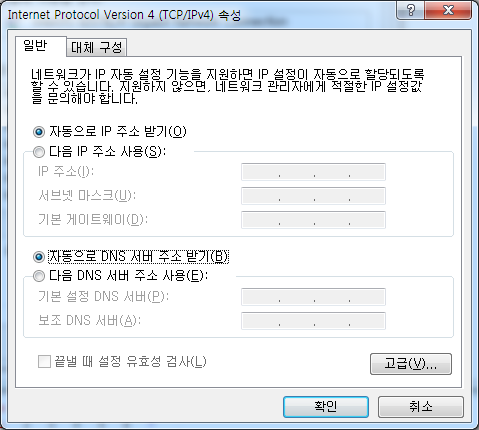 Internet Protocol Version 4 (TCP/IPv4) 속성
일반
대체 구성
네트워크가 IP 자동 설정 기능을 지원하면 IP 설정이 자동으로 할당되도록
할 수 있습니다. 지원하지 않으면, 네트워크 관리자에게 적절한 IP 설정값
을 문의해야 합니다.
자동으로 IP 주소 받기(O)
다음 IP 주소 사용(S):
IP 주소(I):
서브넷 마스크(U):
기본 게이트웨이(D):
자동으로 DNS 서버 주소 받기(B)
다음 DNS 서버 주소 사용(E):
기본 설정 DNS 서버(P):
보조 DNS 서버(A):
끝낼 때 설정 유효성 검사(L)
고급(V)...
확인
취소